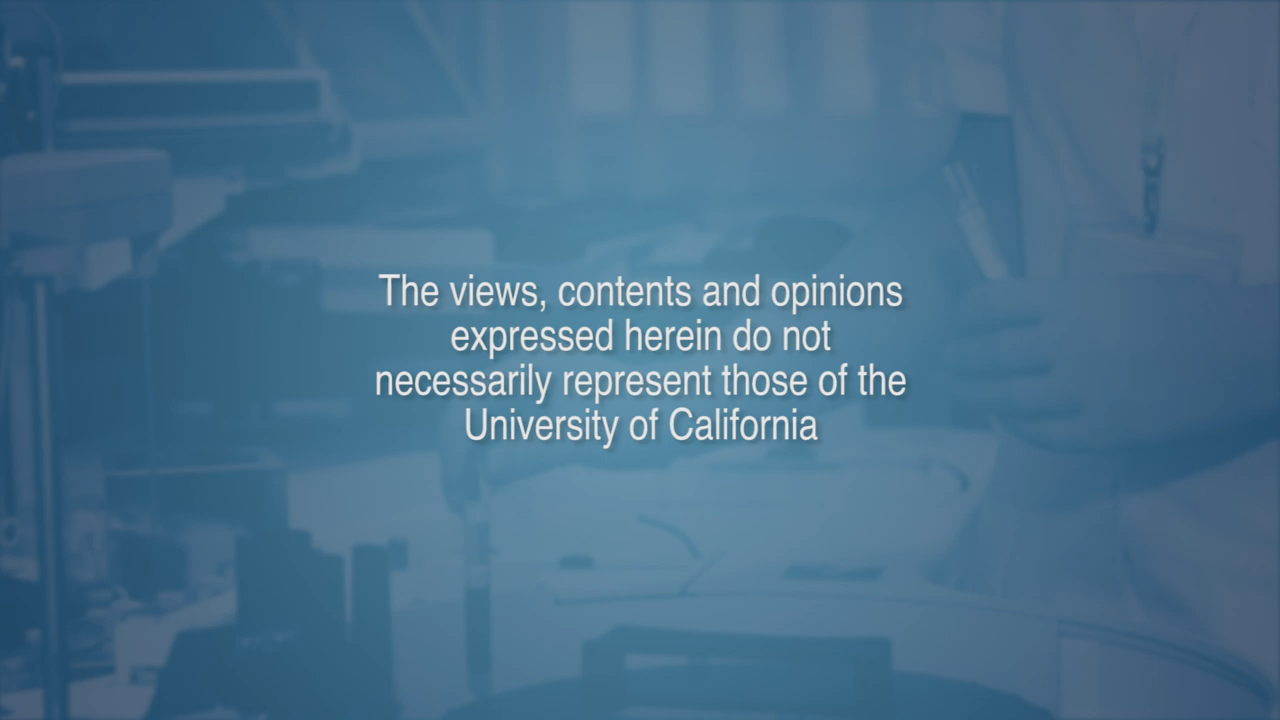 The views, contents and opinions
expressed herein do not
necessarily represent those of the
University of California